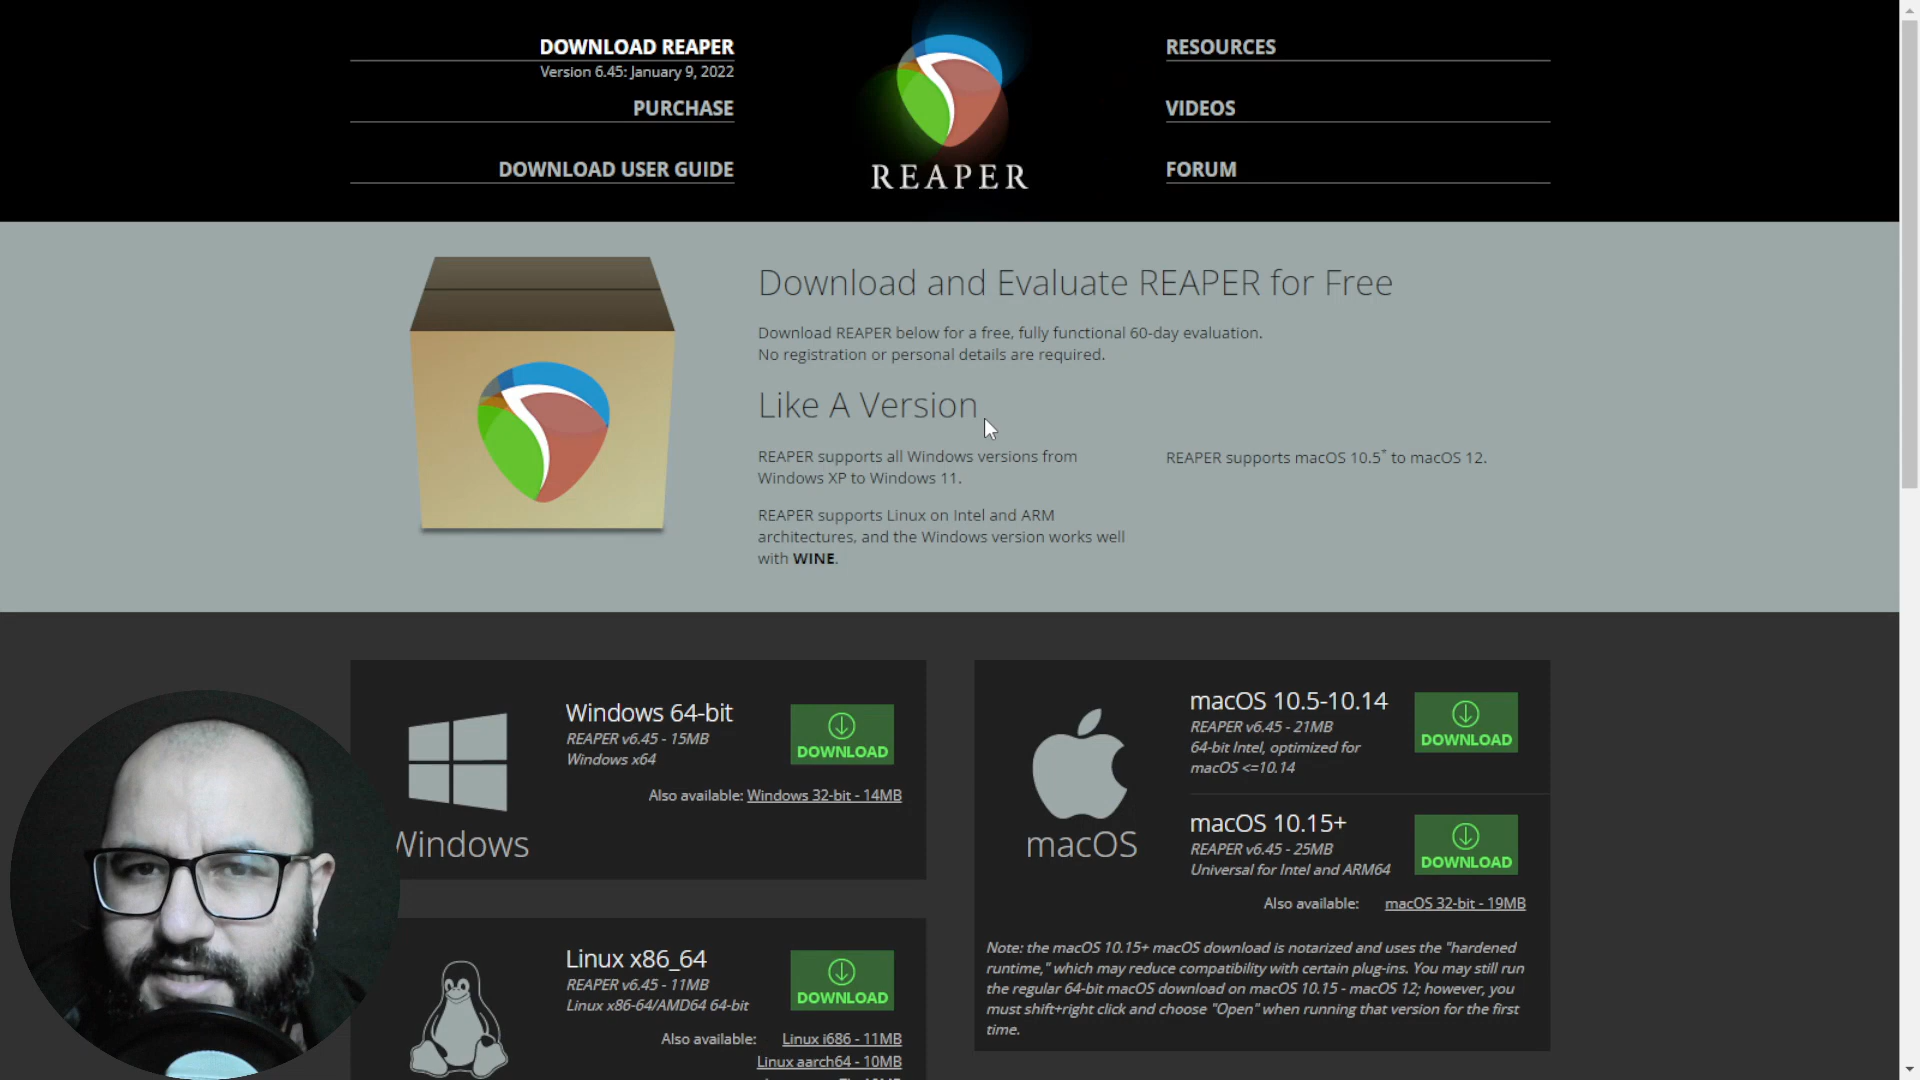 DOWNLOAD REAPER
Version 6.45: January 9, 2022
PURCHASE
DOWNLOAD USER GUIDE
REAPER
RESOURCES
VIDEOS
FORUM
Download and Evaluate REAPER for Free
Download REAPER below for a free, fully functional 60-day evaluation.
No registration or personal details are required.
Like A Version
REAPER supports all Windows versions from
Windows XP to Windows 11.
REAPER supports Linux on Intel and ARM
architectures, and the Windows version works well
with WINE.
REAPER supports macOS 10.5* to macOS 12.
Windows 64-bit
REAPER v6.45 - 15MB
Windows x64
DOWNLOAD
Also available: Windows 32-bit - 14MB
Windows
Linux x86_64
REAPER v6.45 - 11MB
Linux x86-64/AMD64 64-bit
DOWNLOAD
Also available: Linux i686 - 11MB
Linux aarch64 - 10MB
macOS 10.5-10.14
REAPER v6.45 - 21MB
64-bit Intel, optimized for
macOS <=10.14
DOWNLOAD
macOS
macOS 10.15+
REAPER v6.45 - 25MB
Universal for Intel and ARM64
DOWNLOAD
Also available: macOS 32-bit - 19MB
Note: the macOS 10.15+ macOS download is notarized and uses the "hardened
runtime," which may reduce compatibility with certain plug-ins. You may still run
the regular 64-bit macOS download on macOS 10.15 - macOS 12; however, you
must shift+right click and choose "Open" when running that version for the first
time.